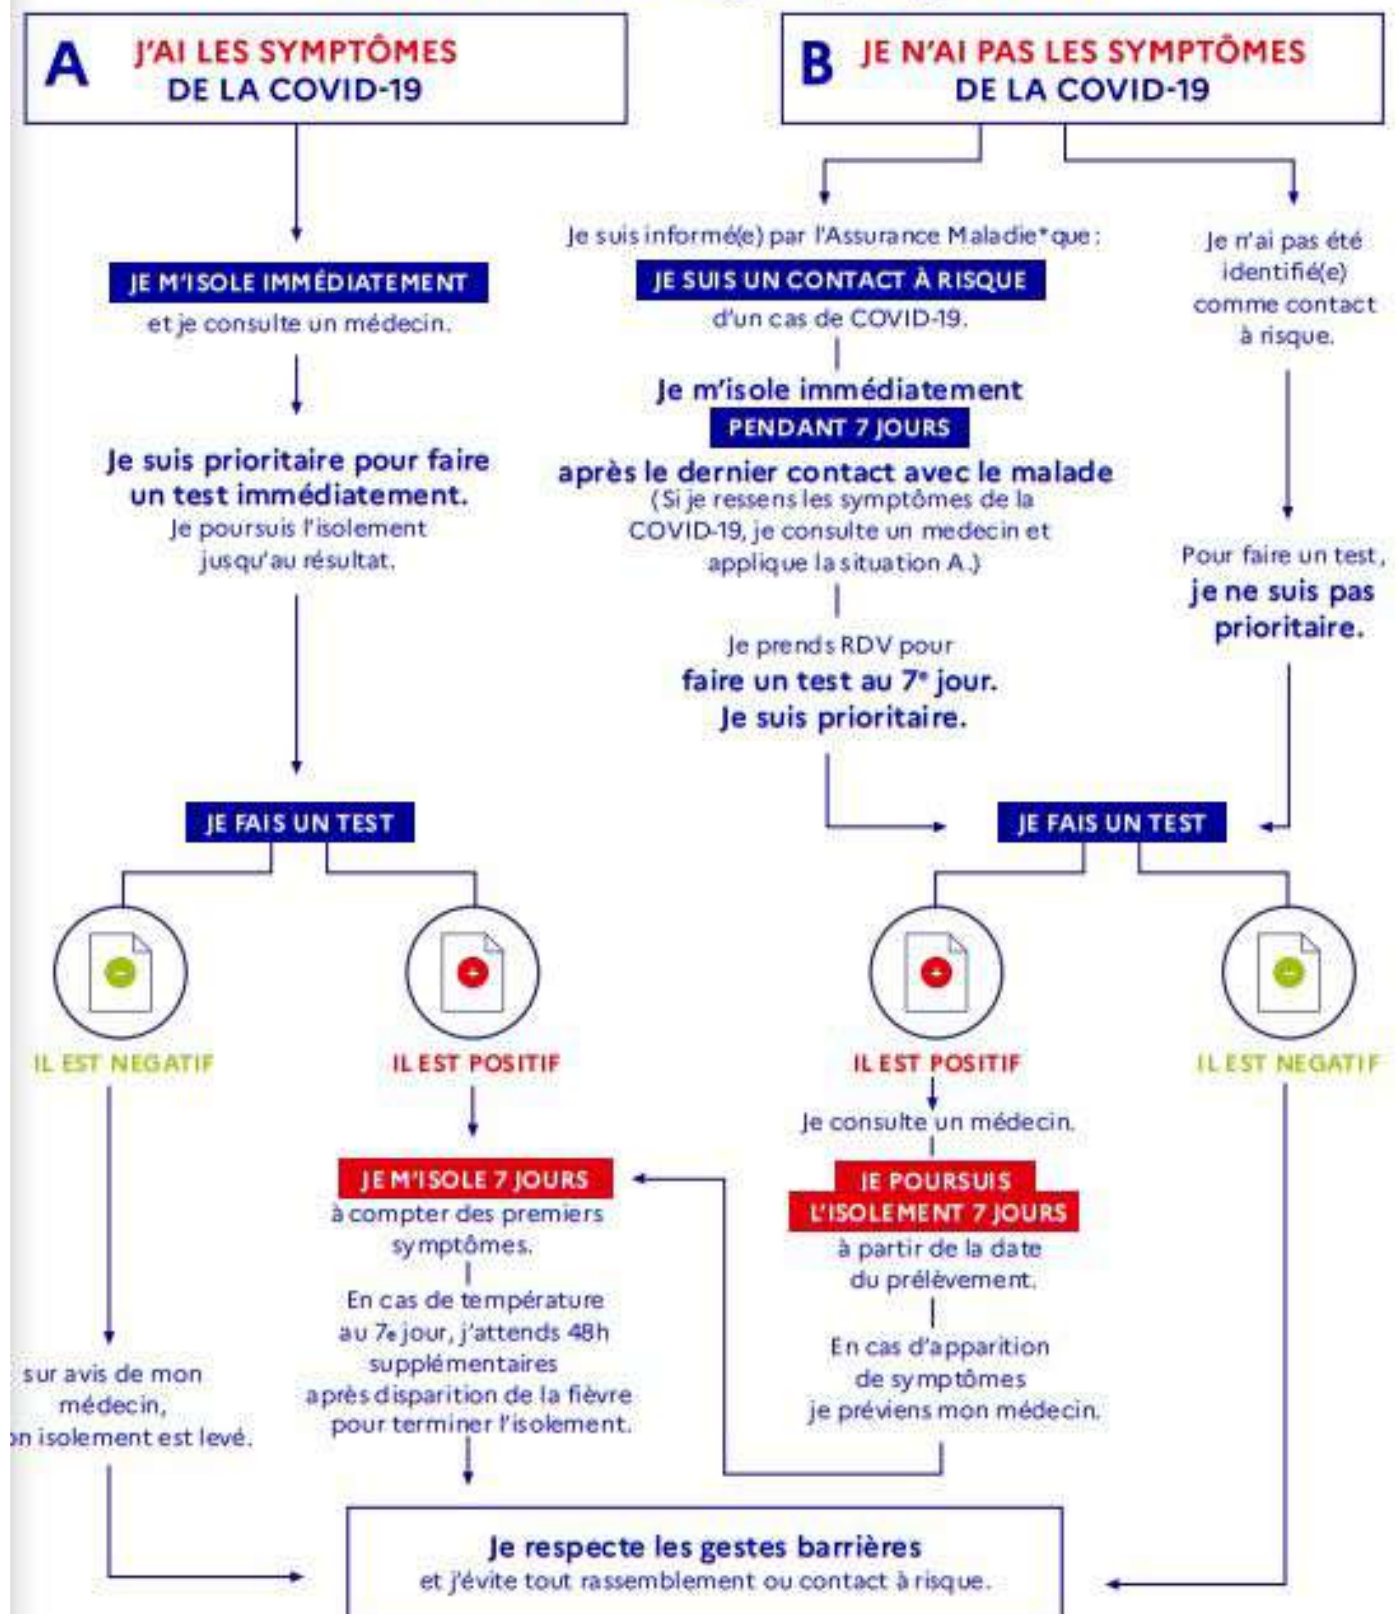 A
J'AI LES SYMPTÔMES
DE LA COVID-19
JE M'ISOLE IMMÉDIATEMENT
et je consulte un médecin.
Je suis prioritaire pour faire
un test immédiatement.
Je poursuis l'isolement
jusqu'au résultat.
JE FAIS UN TEST
IL EST NEGATIF
sur avis de mon
médecin,
on isolement est levé.
IL EST POSITIF
JE M'ISOLE 7 JOURS
à compter des premiers
symptômes.
En cas de température
au 7e jour, j'attends 48h
supplémentaires
après disparition de la fièvre
pour terminer l'isolement.
B
JE N'AI PAS LES SYMPTÔMES
DE LA COVID-19
Je suis informé(e) par l'Assurance Maladie* que :
JE SUIS UN CONTACT À RISQUE
d'un cas de COVID-19.
Je m'isole immédiatement
PENDANT 7 JOURS
après le dernier contact avec le malade
(Si je ressens les symptômes de la
COVID-19, je consulte un medecin et
applique la situation A.)
Je prends RDV pour
faire un test au 7e jour.
Je suis prioritaire.
Je n'ai pas été
identifié(e)
comme contact
à risque.
Pour faire un test,
je ne suis pas
prioritaire.
JE FAIS UN TEST
IL EST POSITIF
Je consulte un médecin.
JE POURSUIS
L'ISOLEMENT 7 JOURS
à partir de la date
du prélèvement.
En cas d'apparition
de symptômes
je préviens mon médecin.
IL EST NEGATIF
Je respecte les gestes barrières
et j'évite tout rassemblement ou contact à risque.